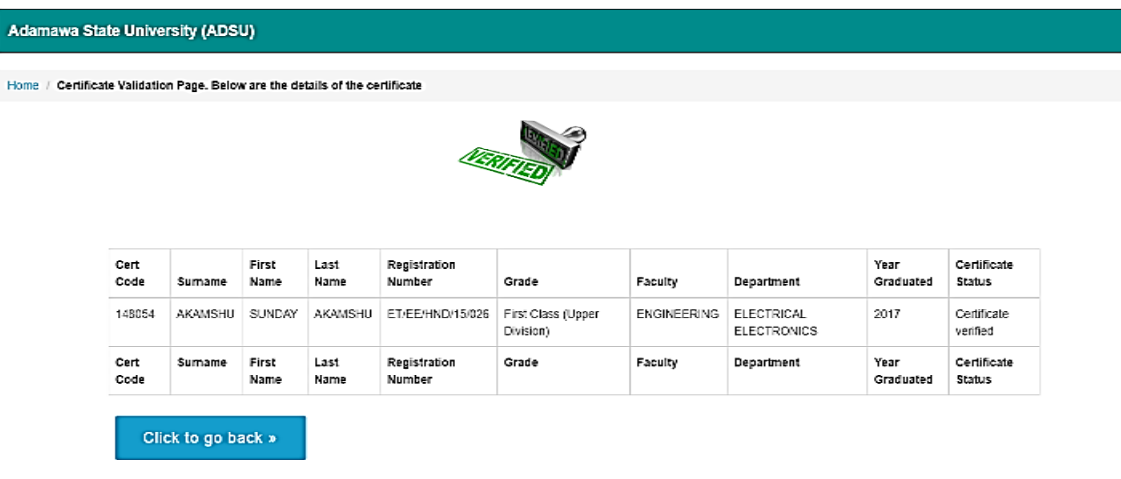 Adamawa State University (ADSU)
Home / Certificate Validation Page. Below are the details of the certificate
VERIFIED
VERIFIED
Cert Code Surname First Name Last Name Registration Number Grade Faculty Department Year Graduated Certificate Status
148054 AKAMSHU SUNDAY AKAMSHU ET/EE/HND/15/026 First Class (Upper Division) ENGINEERING ELECTRICAL ELECTRONICS 2017 Certificate verified
Cert Code Surname First Name Last Name Registration Number Grade Faculty Department Year Graduated Certificate Status
Click to go back »